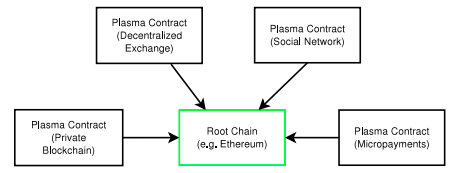 Plasma Contract
(Decentralized
Exchange)
Plasma Contract
(Social Network)
Plasma Contract
(Private
Blockchain)
Root Chain
(e.g. Ethereum)
Plasma Contract
(Micropayments)